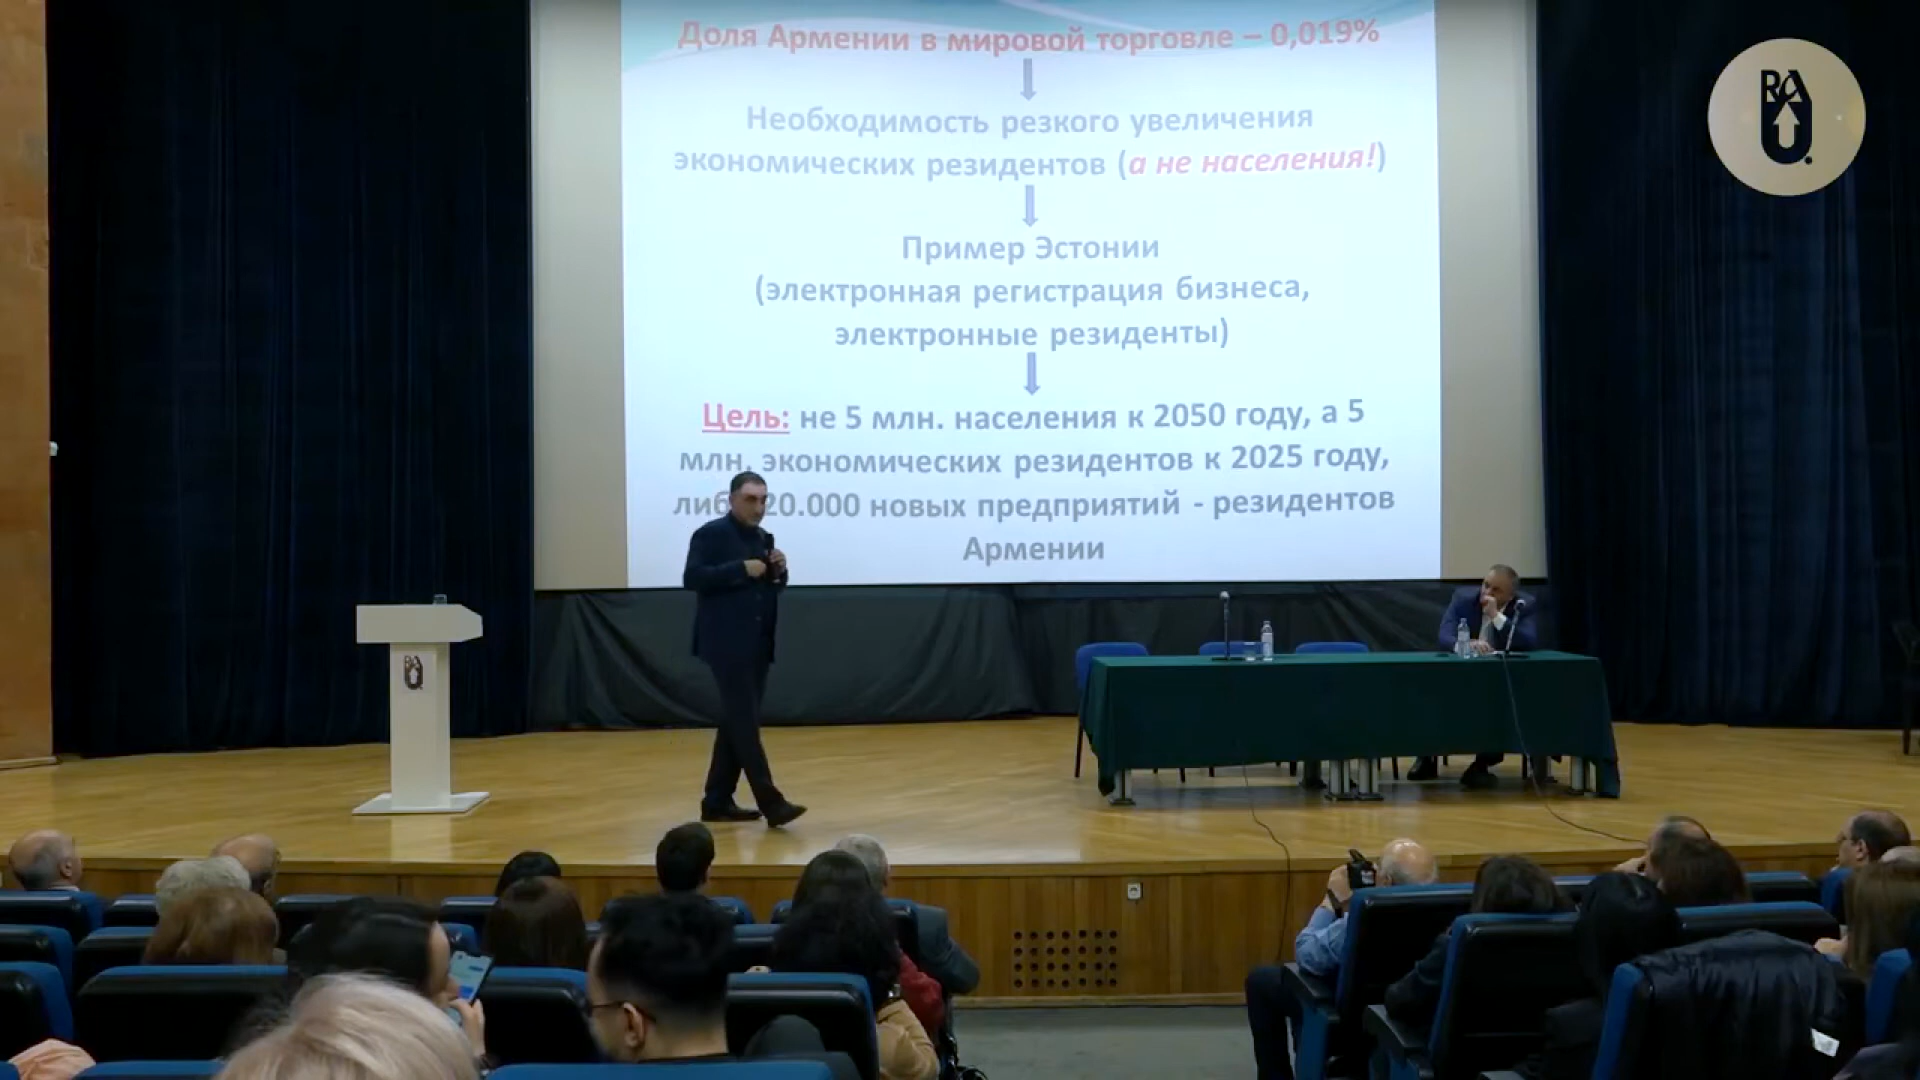 Доля Армении в мировой торговле – 0,019%
Необходимость резкого увеличения
экономических резидентов (а не населения!)
Пример Эстонии
(электронная регистрация бизнеса,
электронные резиденты)
Цель: не 5 млн. населения к 2050 году, а 5
млн. экономических резидентов к 2025 году,
20.000 новых предприятий - резидентов
Армении
RAU
RAU